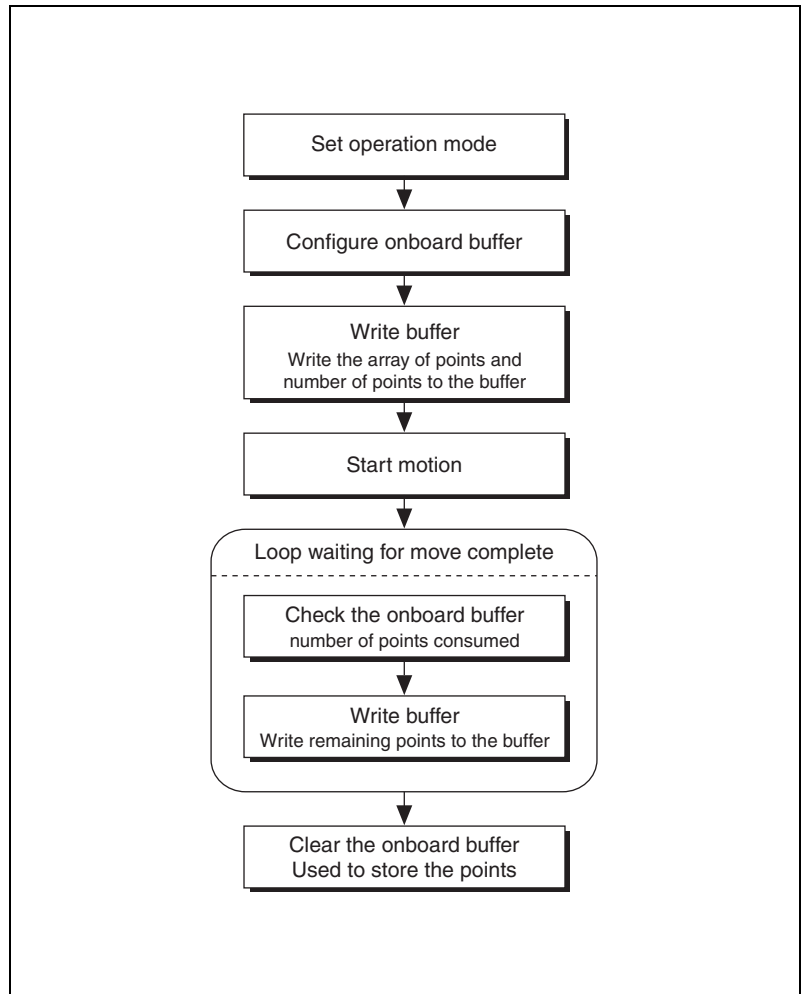 Set operation mode
Configure onboard buffer
Write buffer
Write the array of points and
number of points to the buffer
Start motion
Loop waiting for move complete
Check the onboard buffer
number of points consumed
Write buffer
Write remaining points to the buffer
Clear the onboard buffer
Used to store the points